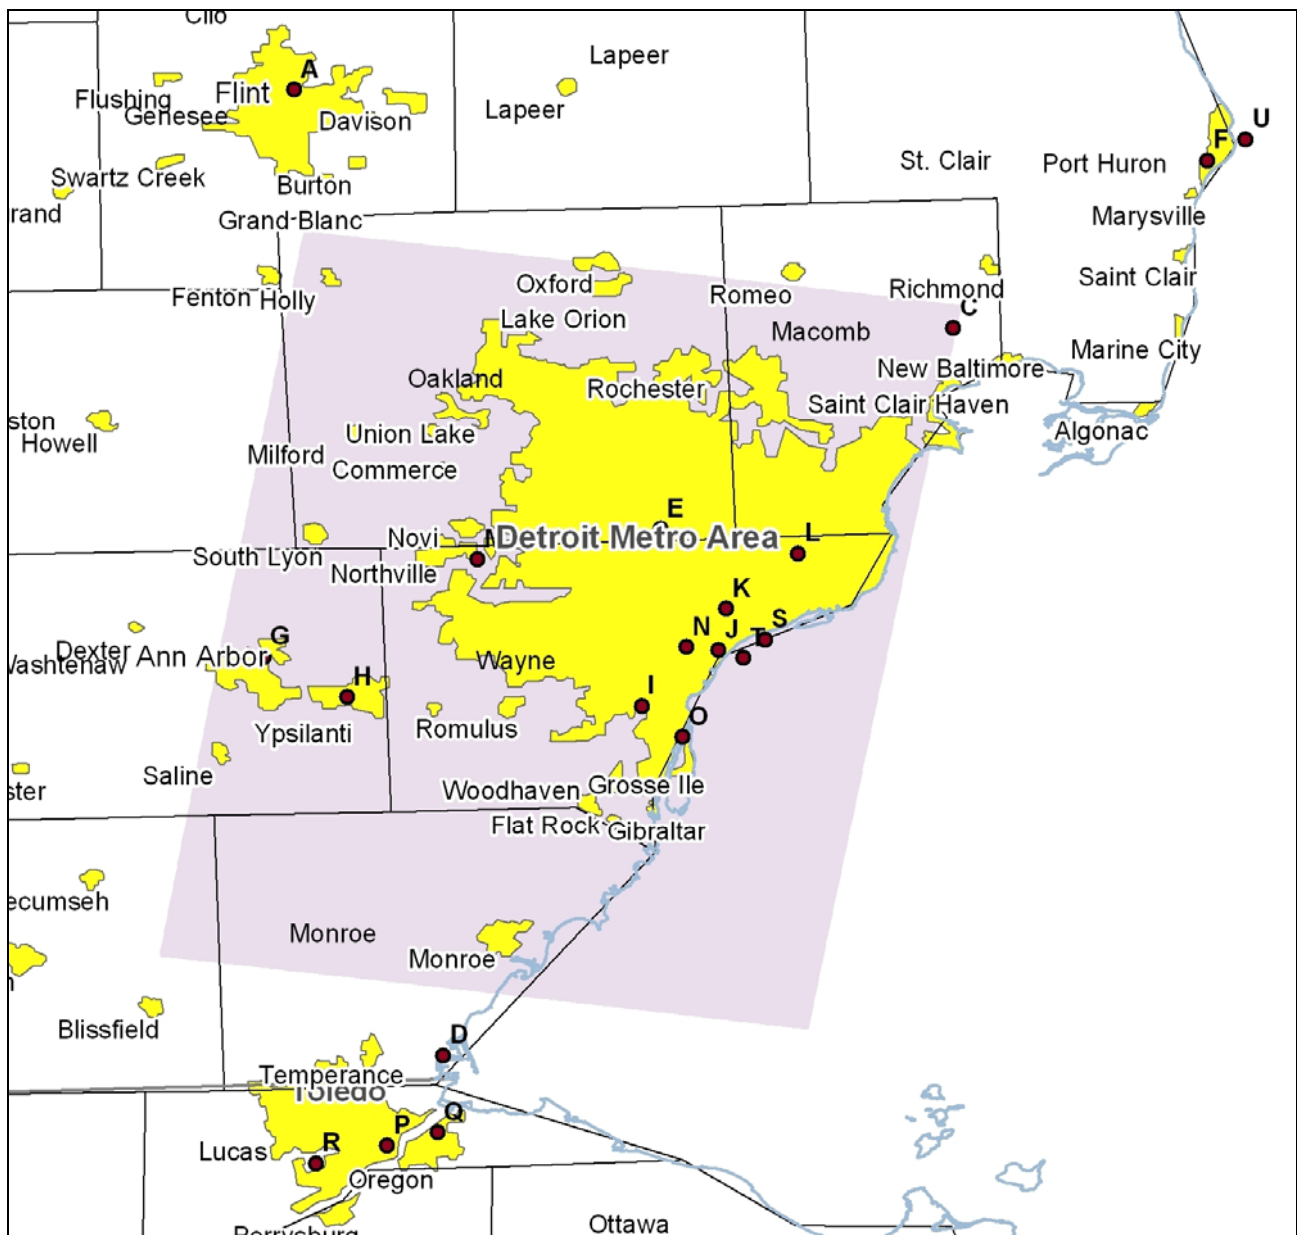 Clio
Lapeer
A
Flint
Flushing
Genesee
Davison
Lapeer
U
F
St. Clair
Port Huron
Swartz Creek
Burton
rand
Grand Blanc
Marysville
Fenton
Holly
Oxford
Romeo
Richmond
Saint Clair
C
Lake Orion
Macomb
Marine City
Oakland
Rochester
New Baltimore
Saint Clair Haven
ston
Howell
Union Lake
Algonac
Milford
Commerce
E
Novi
Detroit Metro Area
L
South Lyon
Northville
K
S
G
N
J
T
Dexter
Ann Arbor
Washtenaw
Wayne
H
I
O
Ypsilanti
Romulus
Saline
ster
Woodhaven
Grosse Ile
Flat Rock
Gibraltar
ecumseh
Monroe
Monroe
Blissfield
D
Temperance
Toledo
Q
P
R
Lucas
Oregon
Perrysburg
Ottawa